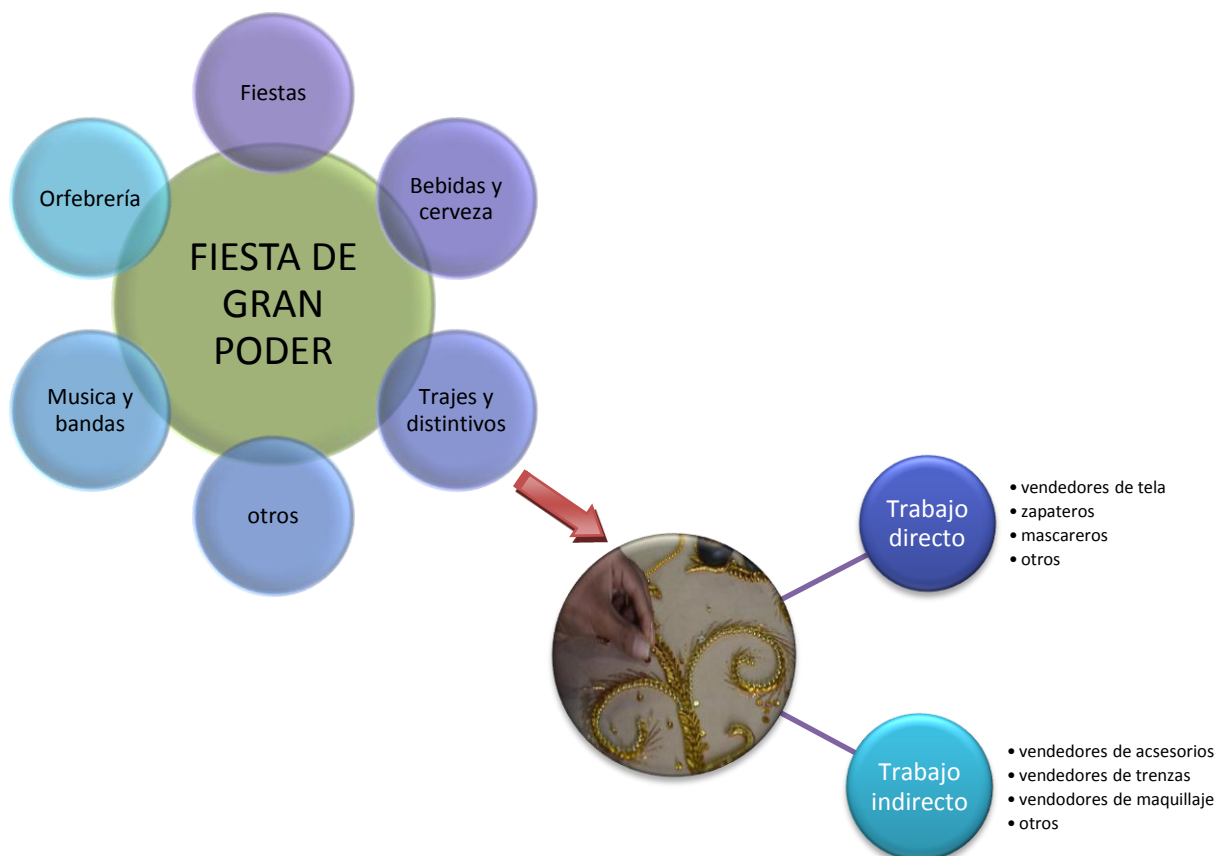 Fiestas
Orfebrería
Bebidas y
cerveza
FIESTA DE
GRAN
PODER
Musica y
bandas
Trajes y
distintivos
otros
Trabajo
directo
• vendedores de tela
• zapateros
• mascareros
• otros
Trabajo
indirecto
• vendedores de acsesorios
• vendedores de trenzas
• vendodores de maquillaje
• otros